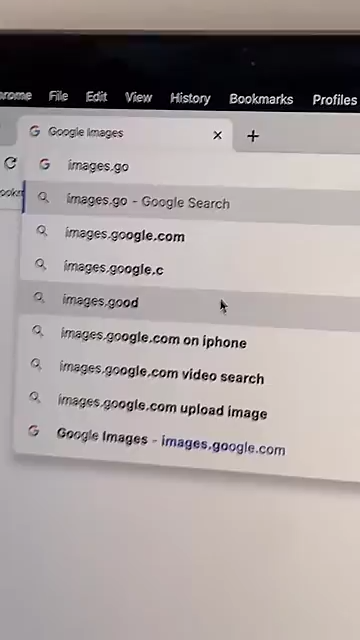 File Edit View History Bookmarks Profiles
Google Images
images.go
images.go - Google Search
images.google.com
images.google.c
images.good
images.google.com on iphone
images.google.com video search
images.google.com upload image
Google Images - images.google.com